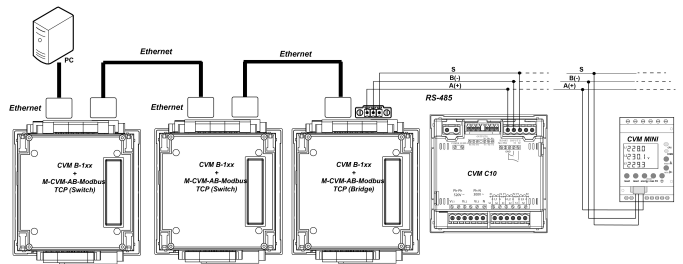 PC
Ethernet
Ethernet
Ethernet
Ethernet
S
B(-)
A(+)
RS-485
S
B(-)
A(+)
CVM B-1xx
+
M-CVM-AB-Modbus
TCP (Switch)
CVM B-1xx
+
M-CVM-AB-Modbus
TCP (Switch)
CVM B-1xx
+
M-CVM-AB-Modbus
TCP (Bridge)
CVM C10
CVM MINI